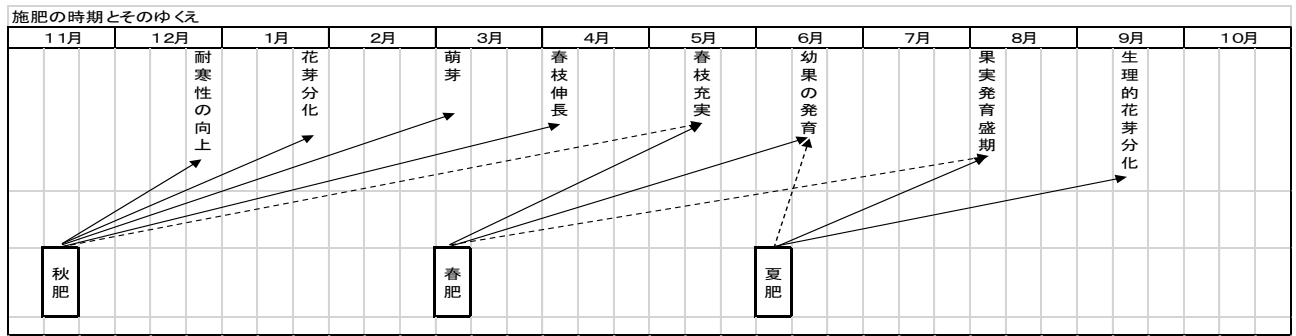 施肥の時期とそのゆくえ
11月 12月 1月 2月 3月 4月 5月 6月 7月 8月 9月 10月
耐寒性の向上
花芽分化
萌芽
春枝伸長
春枝充実
幼果の発育
果実発育盛期
生理的花芽分化
秋肥
春肥
夏肥